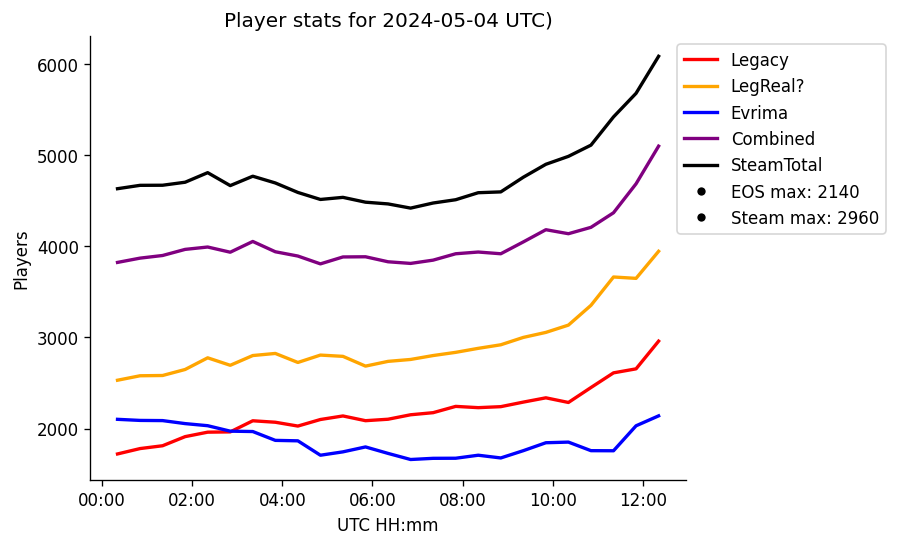 Player stats for 2024-05-04 UTC)
6000
5000
4000
3000
2000
Players
00:00 02:00 04:00 06:00 08:00 10:00 12:00
UTC HH:mm
Legacy
LegReal?
Evrima
Combined
SteamTotal
EOS max: 2140
Steam max: 2960